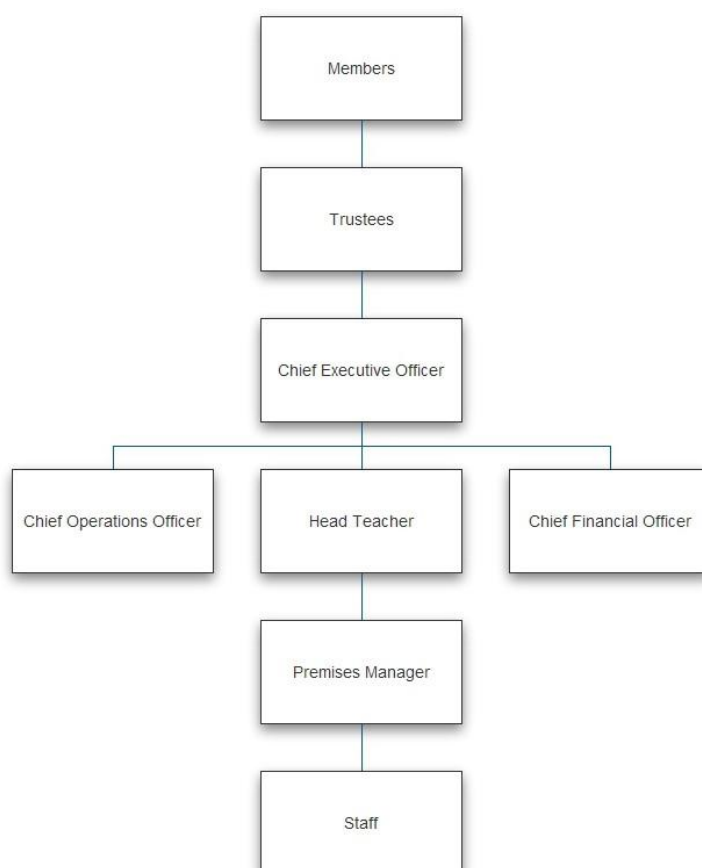 Members
Trustees
Chief Executive Officer
Chief Operations Officer
Head Teacher
Chief Financial Officer
Premises Manager
Staff